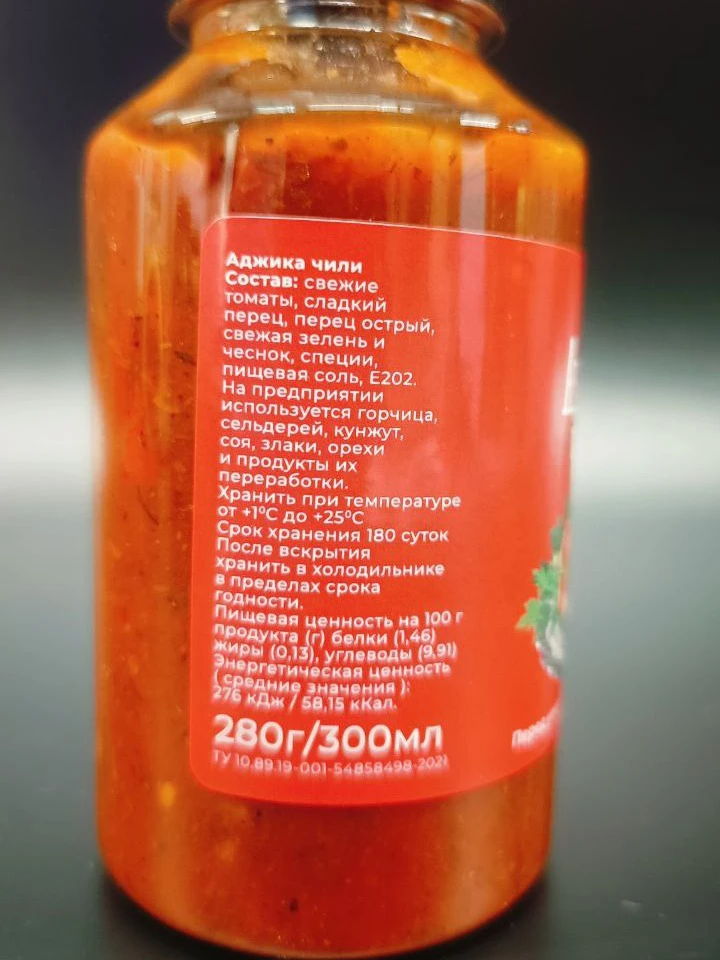 Аджика чили
Состав: свежие
томаты, сладкий
перец, перец острый,
свежая зелень и
чеснок, специи,
пищевая соль, Е202.
На предприятии
используется горчица,
сельдерей, кунжут,
соя, злаки, орехи
и продукты их
переработки.
Хранить при температуре
от +1°С до +25°С
Срок хранения 180 суток
После вскрытия
хранить в холодильнике
в пределах срока
годности.
Пищевая ценность на 100 г
продукта (г) белки (1,46)
жиры (0,13), углеводы (9,91)
Энергетическая ценность
( средние значения ):
276 кДж / 58,15 кКал.
280г/300мл
ТУ 10.89.19-001-54858498-2021